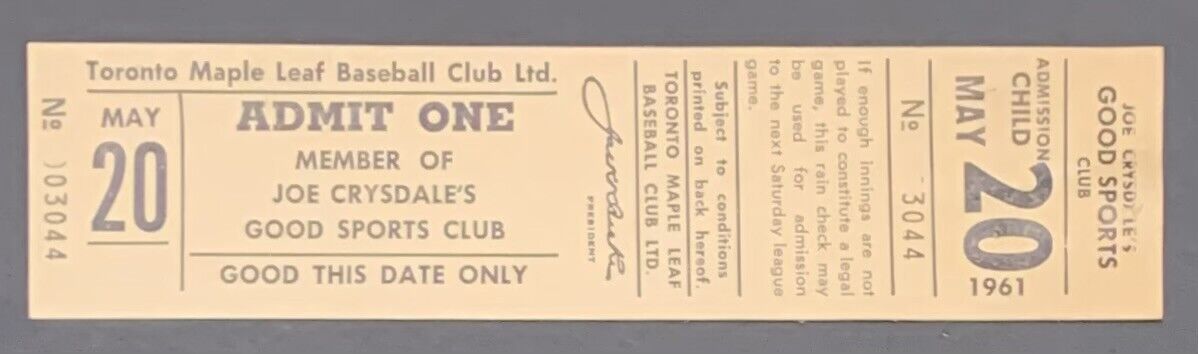 Toronto Maple Leaf Baseball Club Ltd.
No 03044
MAY
20
ADMIT ONE
MEMBER OF
JOE CRYSDALE'S
GOOD SPORTS CLUB
GOOD THIS DATE ONLY
PRESIDENT
TORONTO MAPLE LEAF
BASEBALL CLUB LTD.
Subject to conditions
printed on back hereof.
If enough innings are not
played to constitute a legal
game, this rain check may
be used for admission
to the next Saturday league
game.
No 3044
ADMISSION
CHILD
MAY 20
1961
JOE CRYSDALE'S
GOOD SPORTS
CLUB